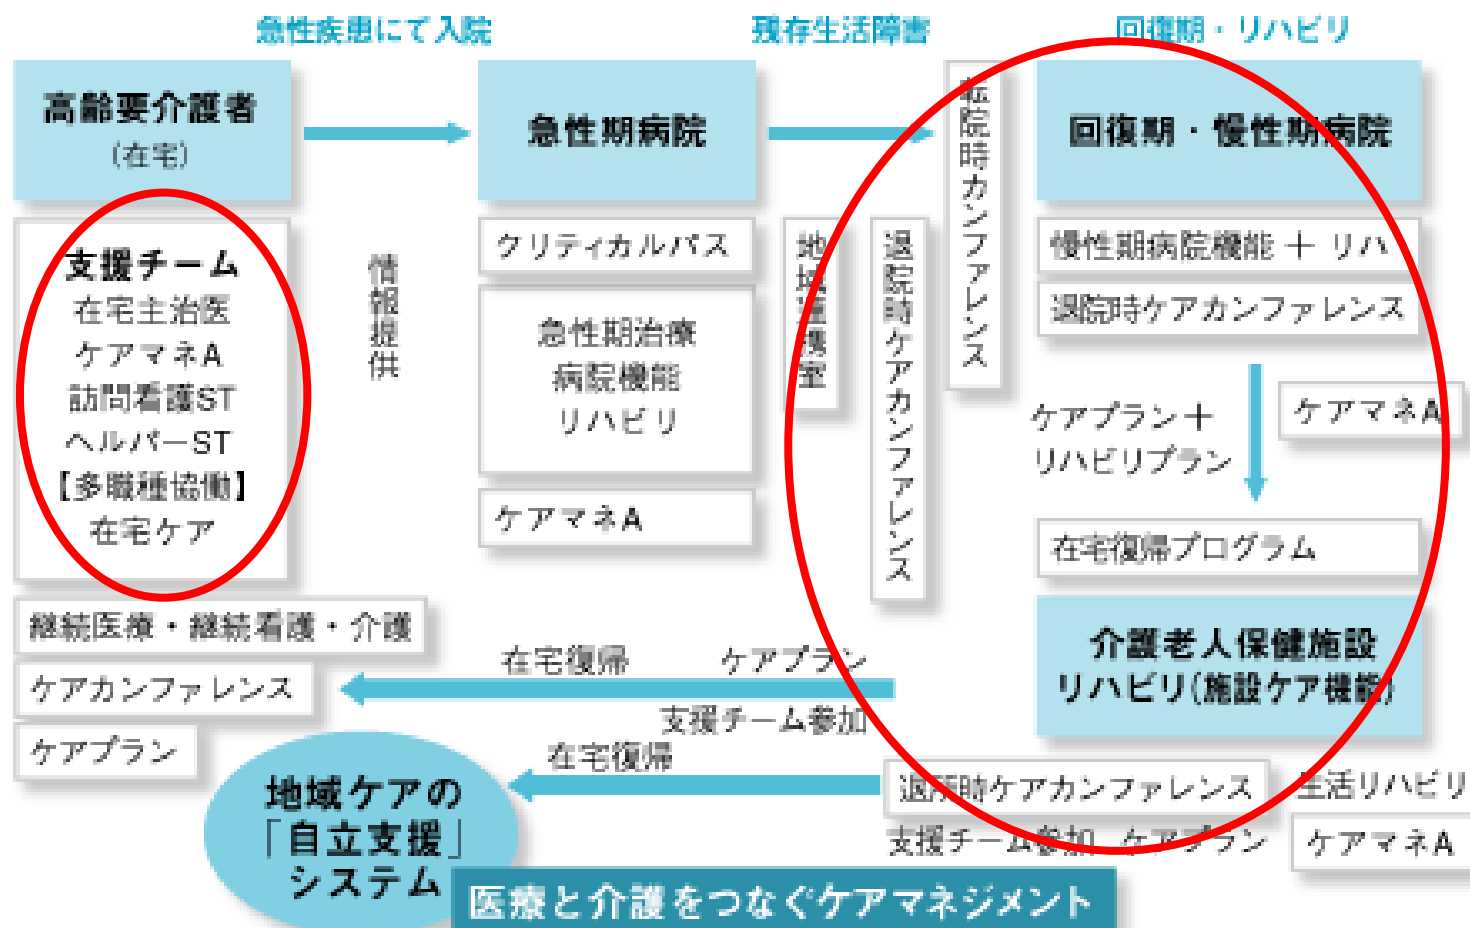 急性疾患にて入院
残存生活障害
回復期・リハビリ
高齢要介護者
(在宅)
急性期病院
転院時カンファレンス
回復期・慢性期病院
支援チーム
在宅主治医
ケアマネA
訪問看護ST
ヘルパーST
【多職種協働】
在宅ケア
情報提供
クリティカルパス
急性期治療
病院機能
リハビリ
ケアマネA
地域連携室
退院時ケアカンファレンス
慢性期病院機能＋リハ
退院時ケアカンファレンス
ケアプラン＋
リハビリプラン
ケアマネA
在宅復帰プログラム
介護老人保健施設
リハビリ(施設ケア機能)
継続医療・継続看護・介護
ケアカンファレンス
ケアプラン
在宅復帰 ケアプラン
支援チーム参加
在宅復帰
退所時ケアカンファレンス
生活リハビリ
支援チーム参加 ケアプラン
ケアマネA
地域ケアの
「自立支援」
システム
医療と介護をつなぐケアマネジメント